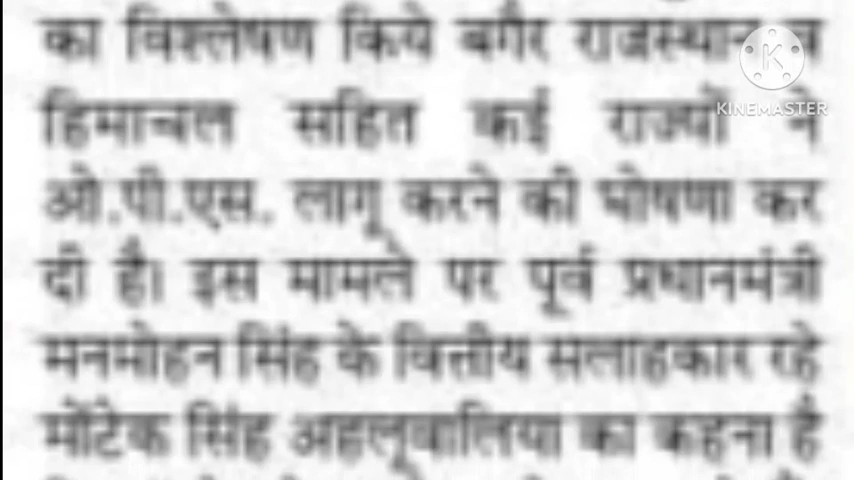 का विश्लेषण किये बगैर राजस्थान व
हिमाचल सहित कई राज्यों ने
ओ.पी.एस. लागू करने की घोषणा कर
दी है। इस मामले पर पूर्व प्रधानमंत्री
मनमोहन सिंह के वित्तीय सलाहकार रहे
मोंटेक सिंह अहलूवालिया का कहना है
KINEMASTER